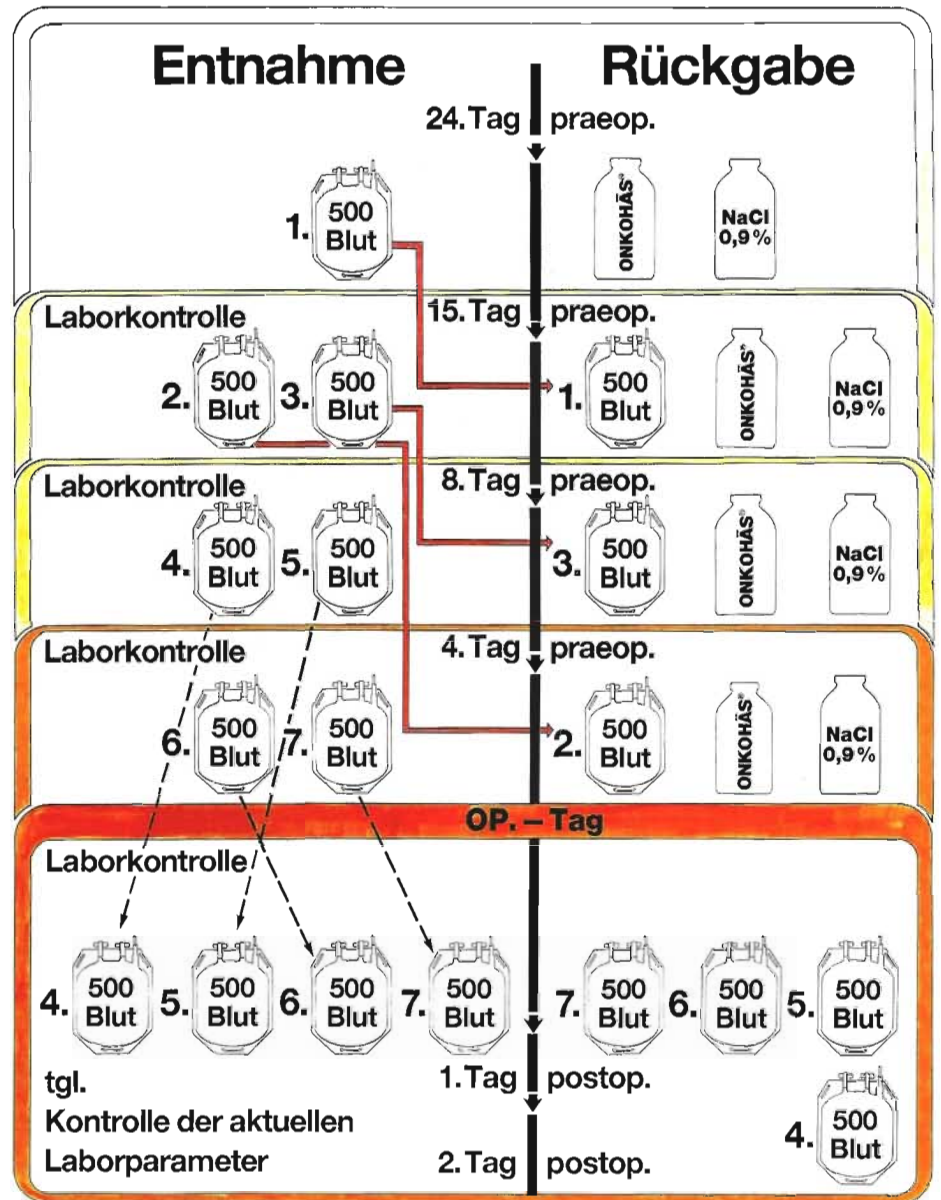 Entnahme
Rückgabe
24. Tag praeop.
1. 500 Blut
ONKOHÄS®
NaCl 0,9%
Laborkontrolle
15. Tag praeop.
2. 500 Blut
3. 500 Blut
1. 500 Blut
ONKOHÄS®
NaCl 0,9%
Laborkontrolle
8. Tag praeop.
4. 500 Blut
5. 500 Blut
3. 500 Blut
ONKOHÄS®
NaCl 0,9%
Laborkontrolle
4. Tag praeop.
6. 500 Blut
7. 500 Blut
2. 500 Blut
ONKOHÄS®
NaCl 0,9%
OP. – Tag
Laborkontrolle
4. 500 Blut
5. 500 Blut
6. 500 Blut
7. 500 Blut
7. 500 Blut
6. 500 Blut
5. 500 Blut
tgl.
Kontrolle der aktuellen
Laborparameter
1. Tag postop.
4. 500 Blut
2. Tag postop.